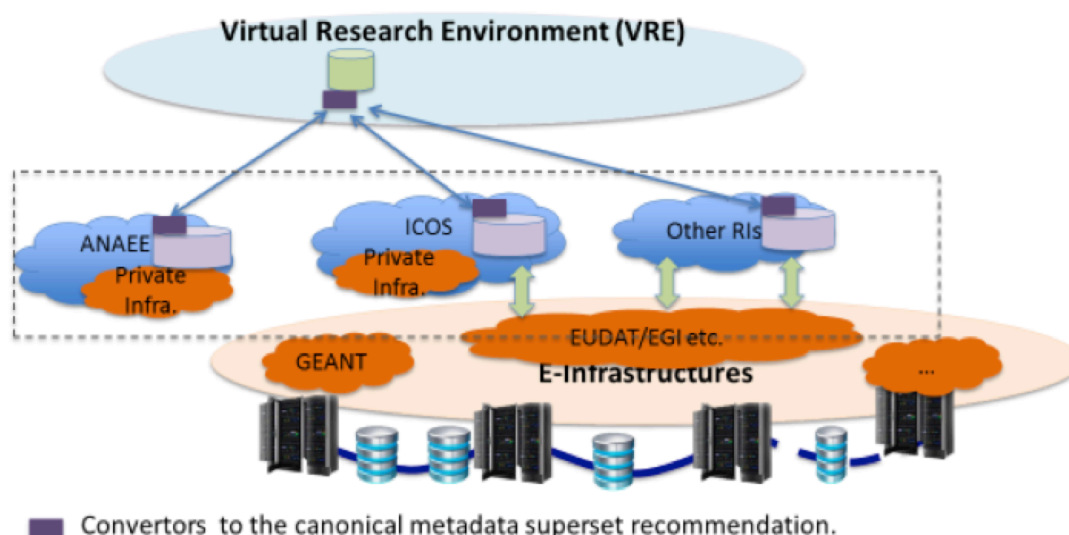 Virtual Research Environment (VRE)
ANAEE
Private
Infra.
ICOS
Private
Infra.
Other RIs
EUDAT/EGI etc.
GEANT
E-Infrastructures
...
Convertors to the canonical metadata superset recommendation.